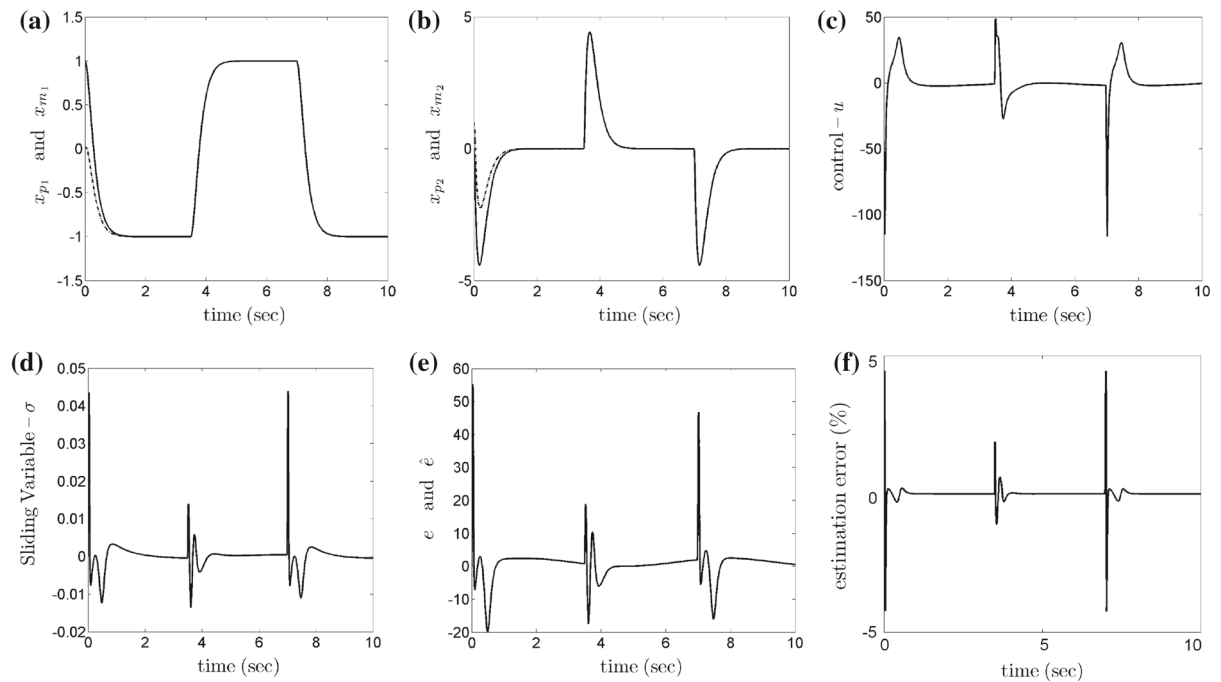 (a)
1.5
1
0.5
0
-0.5
-1
-1.5
0 2 4 6 8 10
time (sec)
x_{p_1} and x_{m_1}
(b)
5
0
-5
0 2 4 6 8 10
time (sec)
x_{p_2} and x_{m_2}
(c)
50
0
-50
-100
-150
0 2 4 6 8 10
time (sec)
control – u
(d)
0.05
0.04
0.03
0.02
0.01
0
-0.01
-0.02
0 2 4 6 8 10
time (sec)
Sliding Variable – σ
(e)
60
50
40
30
20
10
0
-10
-20
0 2 4 6 8 10
time (sec)
e and ê
(f)
5
0
-5
0 5 10
time (sec)
estimation error (%)